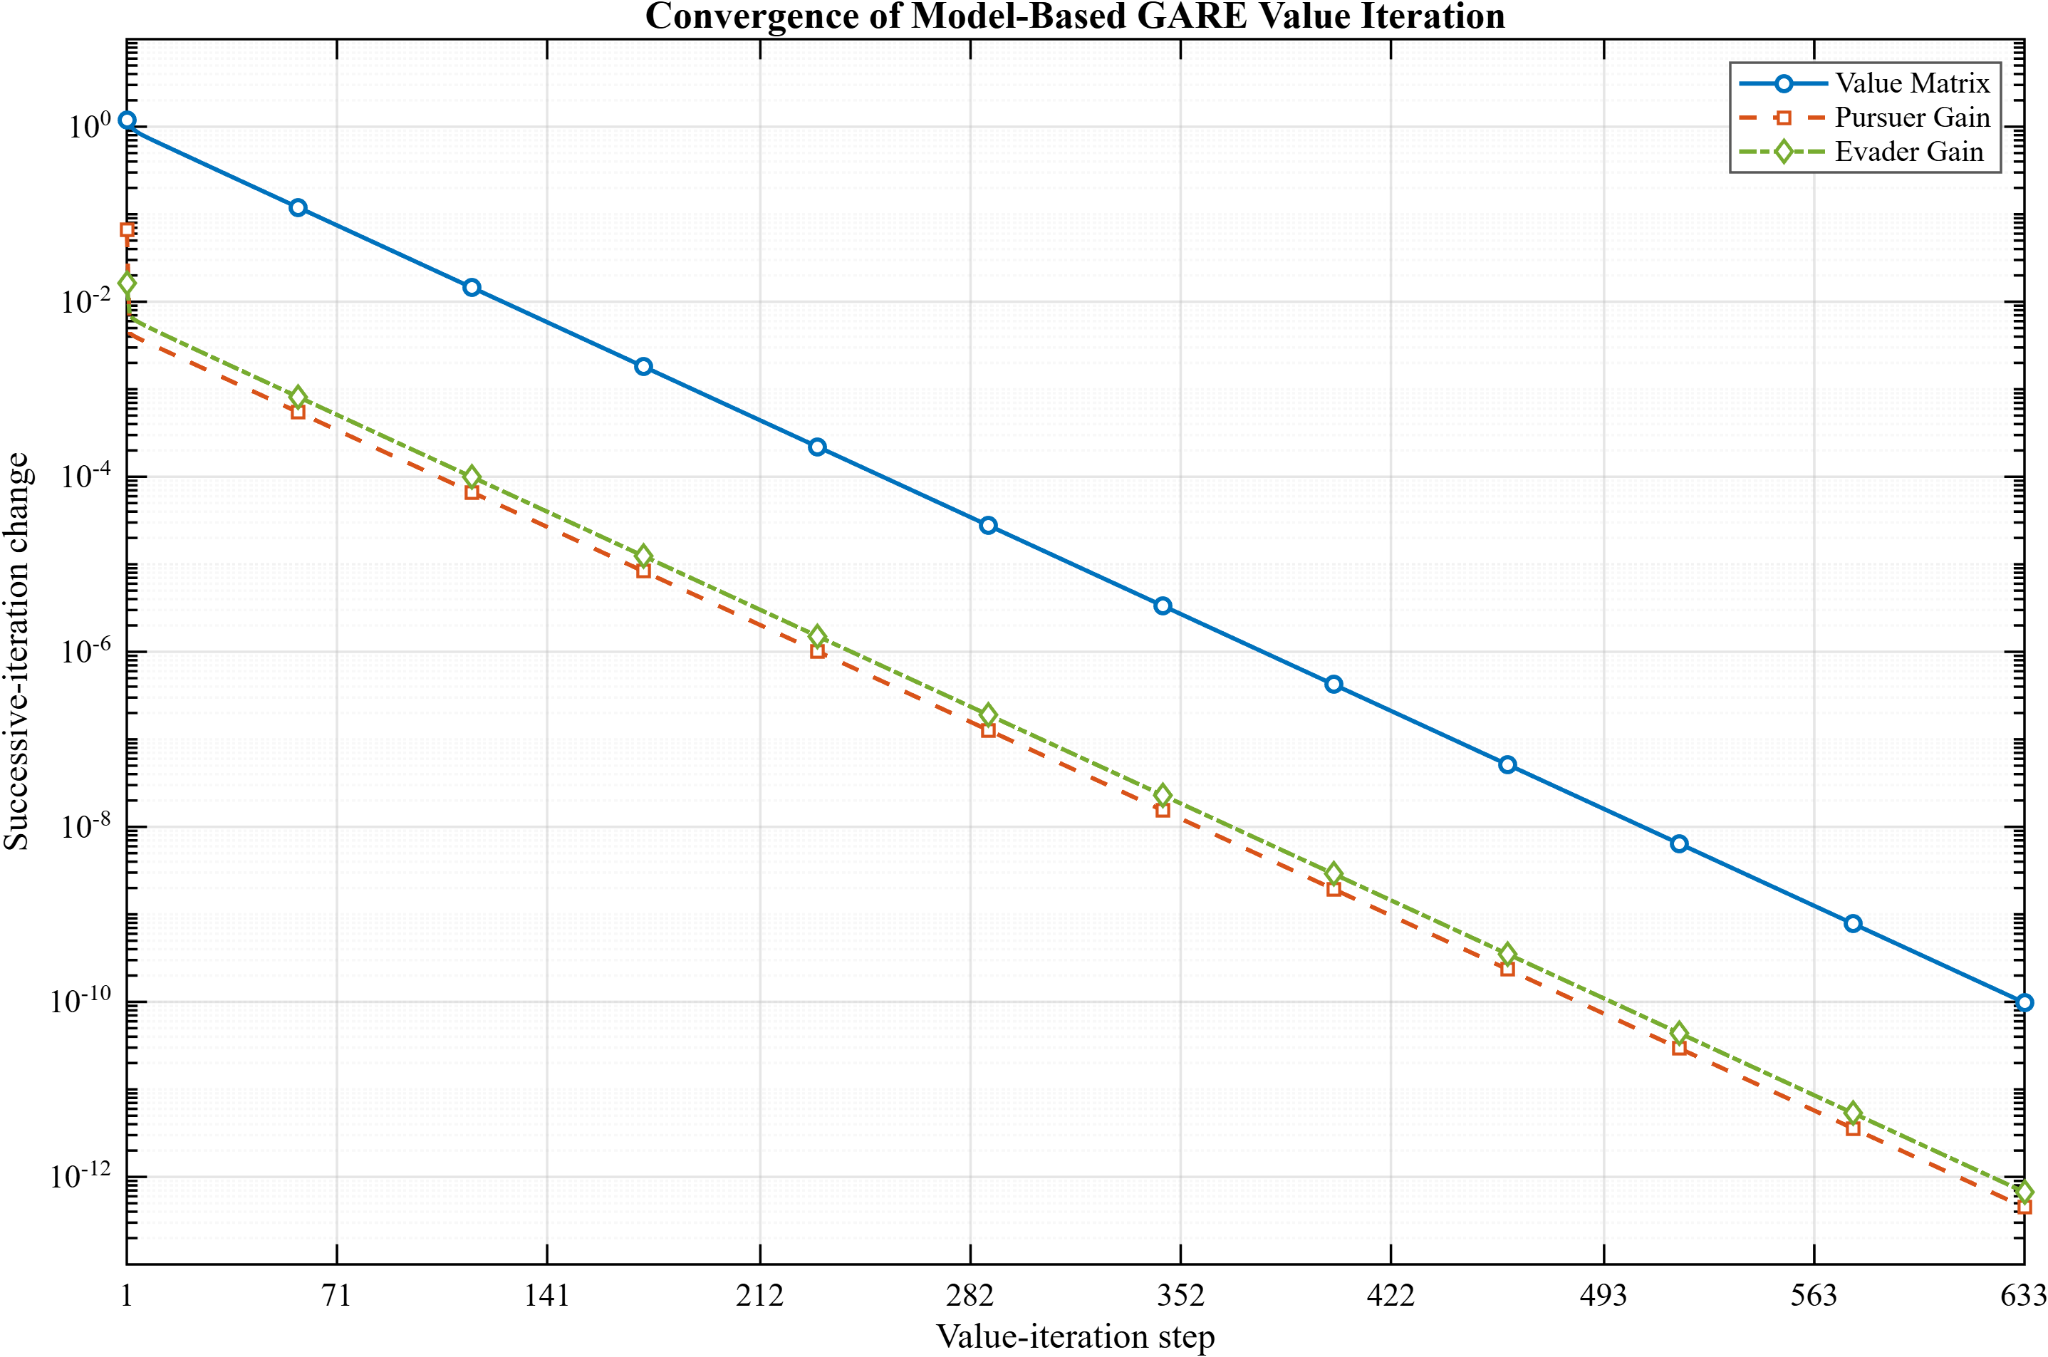 Convergence of Model-Based GARE Value Iteration
Value Matrix
Pursuer Gain
Evader Gain
Successive-iteration change
10^0
10^-2
10^-4
10^-6
10^-8
10^-10
10^-12
1 71 141 212 282 352 422 493 563 633
Value-iteration step